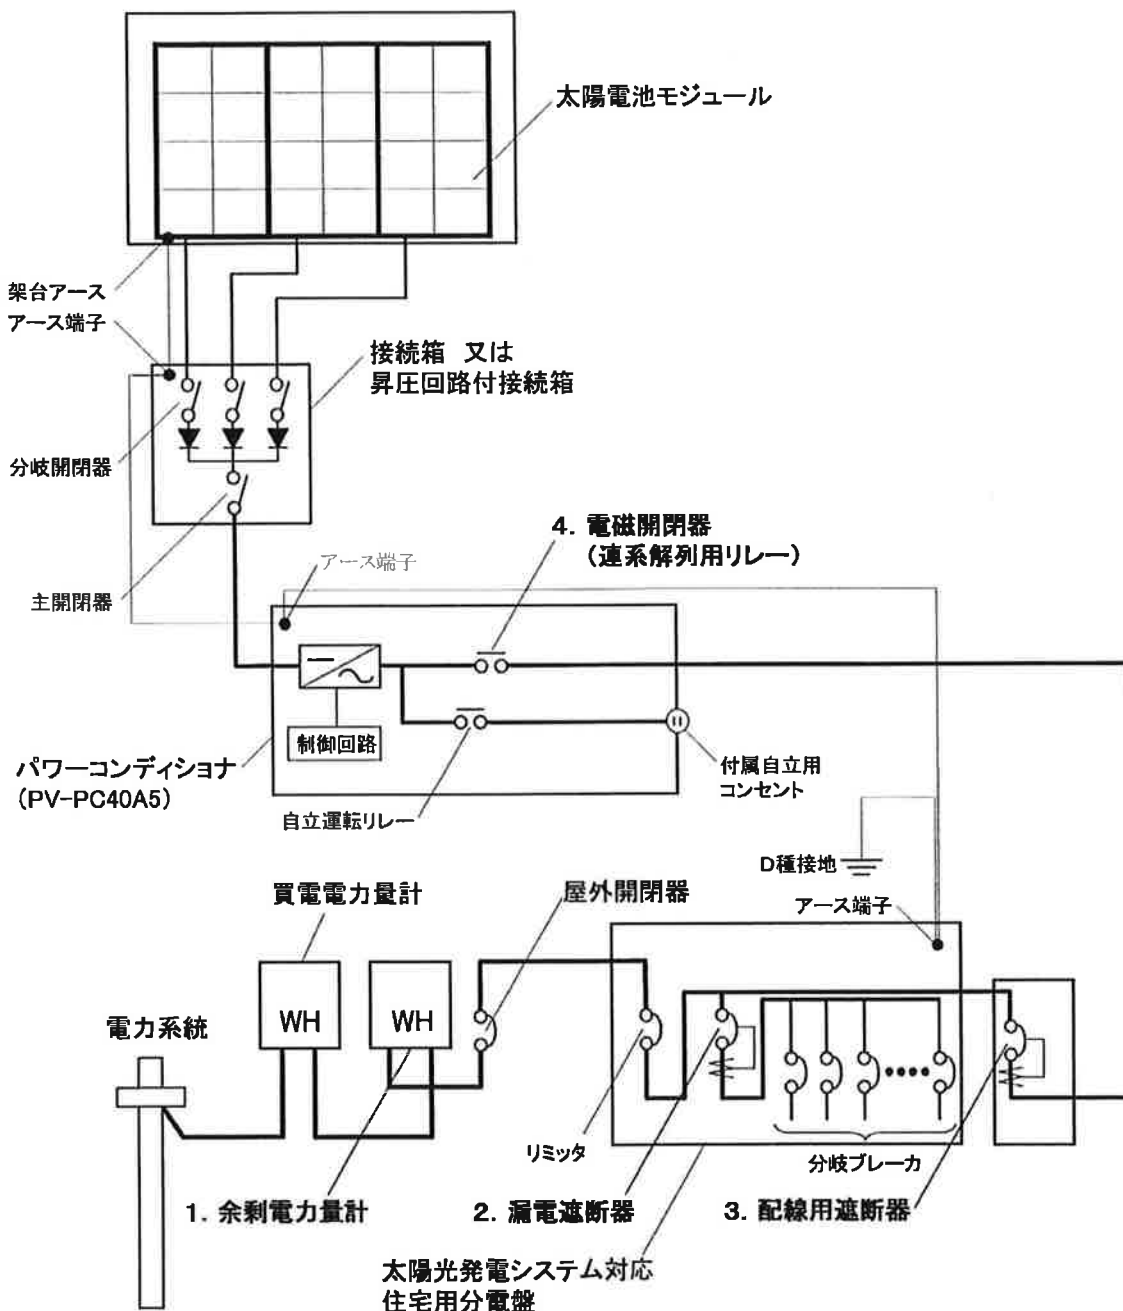 太陽電池モジュール
架台アース
アース端子
接続箱 又は
昇圧回路付接続箱
分岐開閉器
4. 電磁開閉器
(連系解列用リレー)
アース端子
主開閉器
制御回路
パワーコンディショナ
(PV-PC40A5)
付属自立用
コンセント
自立運転リレー
D種接地
買電電力量計
屋外開閉器
アース端子
WH
WH
電力系統
リミッタ
分岐ブレーカ
1. 余剰電力量計
2. 漏電遮断器
3. 配線用遮断器
太陽光発電システム対応
住宅用分電盤